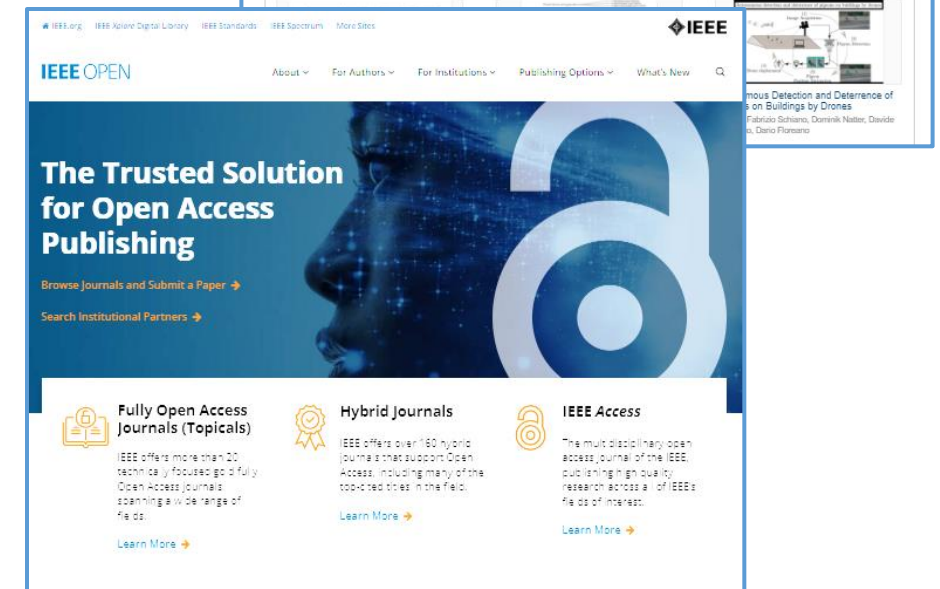 IEEE.org IEEE Xplore Digital Library IEEE Standards IEEE Spectrum More Sites
IEEE
IEEE OPEN
About For Authors For Institutions Publishing Options What's New
The Trusted Solution
for Open Access
Publishing
Browse Journals and Submit a Paper →
Search Institutional Partners →
Fully Open Access
Journals (Topicals)
IEEE offers more than 20
technically focused gold fully
Open Access journals
spanning a wide range of
fields.
Learn More →
Hybrid Journals
IEEE offers over 160 hybrid
journals that support Open
Access, including many of the
top-cited titles in the field.
Learn More →
IEEE Access
The multidisciplinary open
access journal of the IEEE,
publishing high quality
research across all of IEEE's
fields of interest.
Learn More →
mous Detection and Deterrence of
s on Buildings by Drones
Fabrizio Schiano, Dominik Natter, Davide
o, Dario Floreano